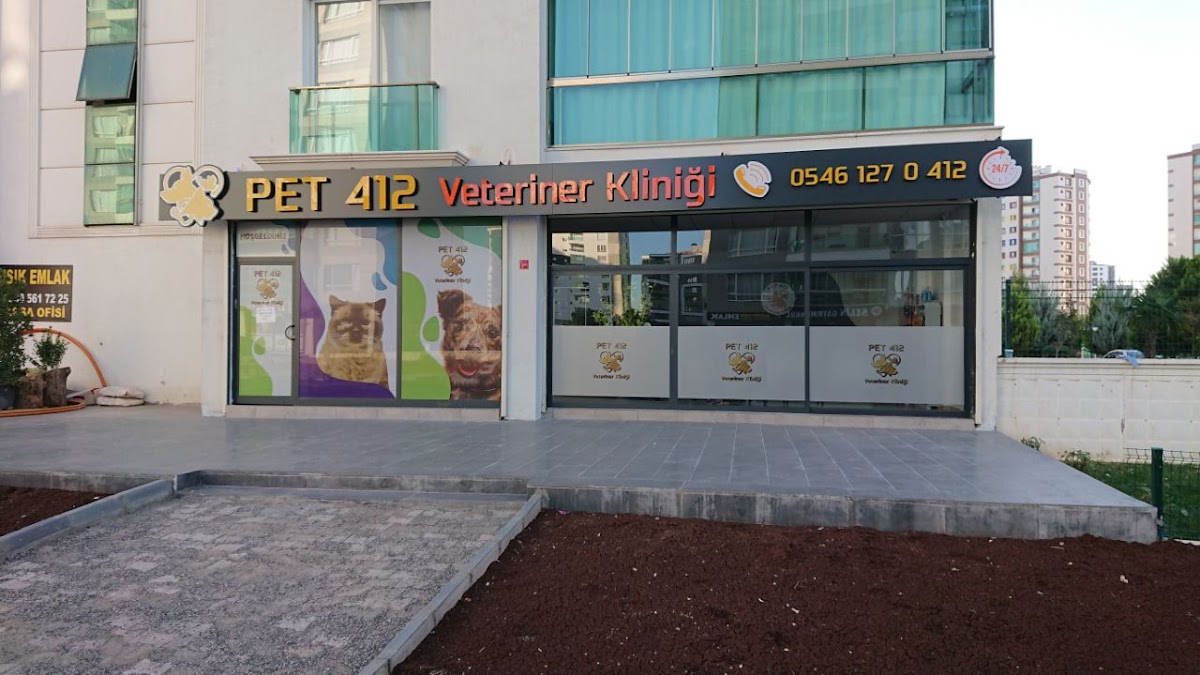 PET 412 Veteriner Kliniği 0546 127 0 412 24/7
HOŞGELDİNİZ
PET 412
Veteriner Kliniği
PET 412
Veteriner Kliniği
IŞIK EMLAK
561 72 25
OFİSİ
PET 412
Veteriner Kliniği
PET 412
Veteriner Kliniği
PET 412
Veteriner Kliniği
EMLAK